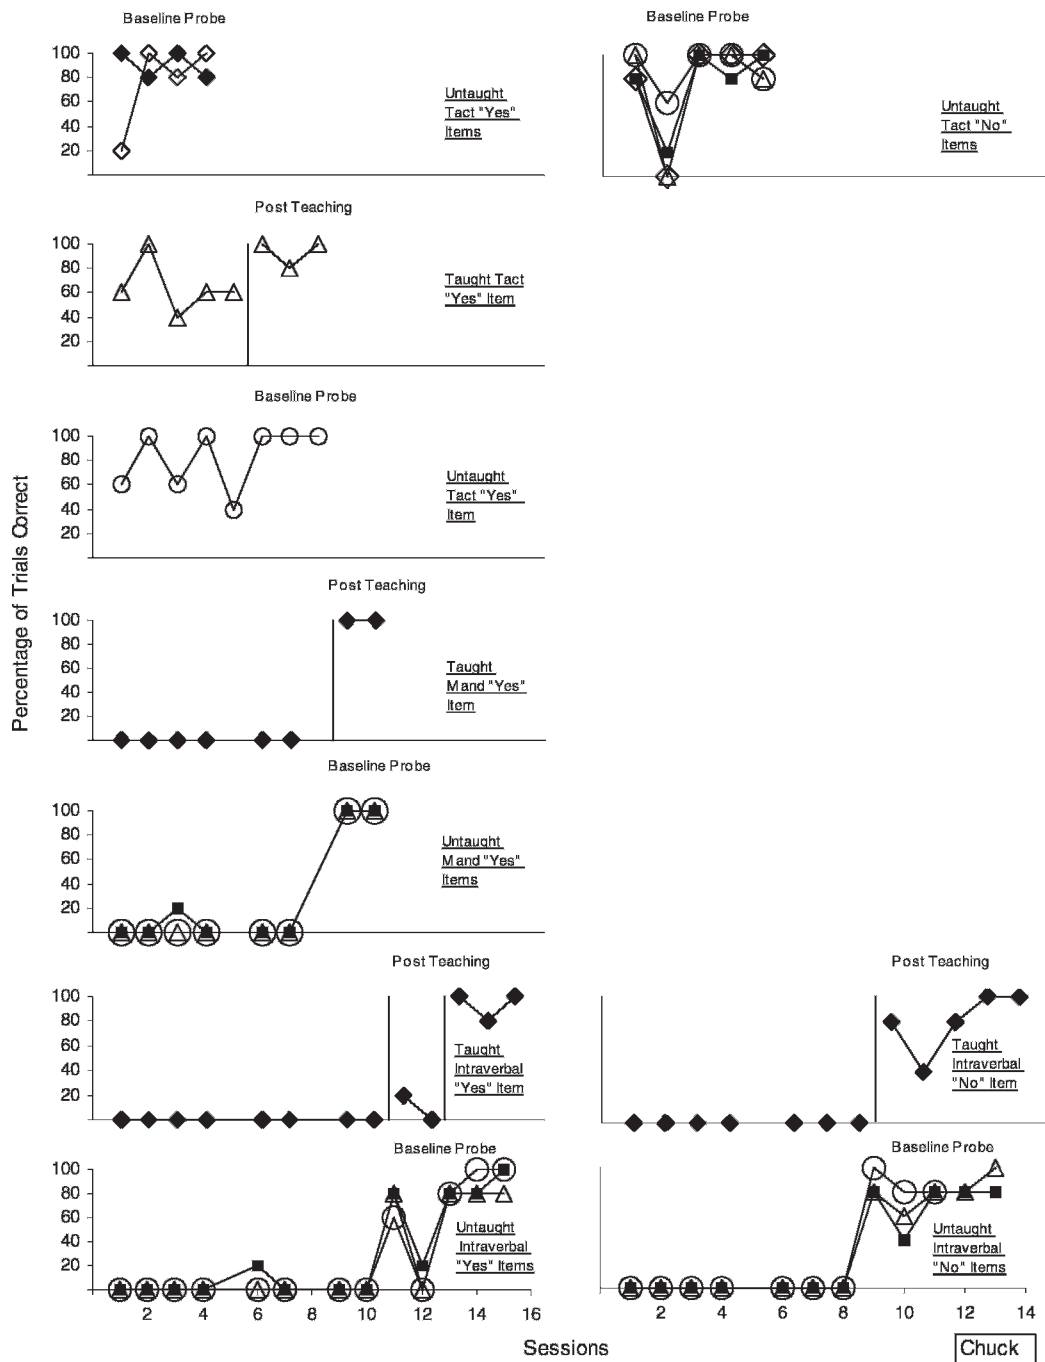 Baseline Probe
100
80
60
40
20
Untaught
Tact "Yes"
Items
Baseline Probe
Untaught
Tact "No"
Items
Post Teaching
100
80
60
40
20
Taught Tact
"Yes" Item
Baseline Probe
100
80
60
40
20
Untaught
Tact "Yes"
Item
Percentage of Trials Correct
Post Teaching
100
80
60
40
20
Taught
Mand "Yes"
Item
Baseline Probe
100
80
60
40
20
Untaught
Mand "Yes"
Items
Post Teaching
100
80
60
40
20
Taught
Intraverbal
"Yes" Item
Post Teaching
Taught
Intraverbal
"No" Item
Baseline Probe
100
80
60
40
20
Untaught
Intraverbal
"Yes" Items
2 4 6 8 10 12 14 16
Baseline Probe
Untaught
Intraverbal
"No" Items
2 4 6 8 10 12 14
Sessions
Chuck